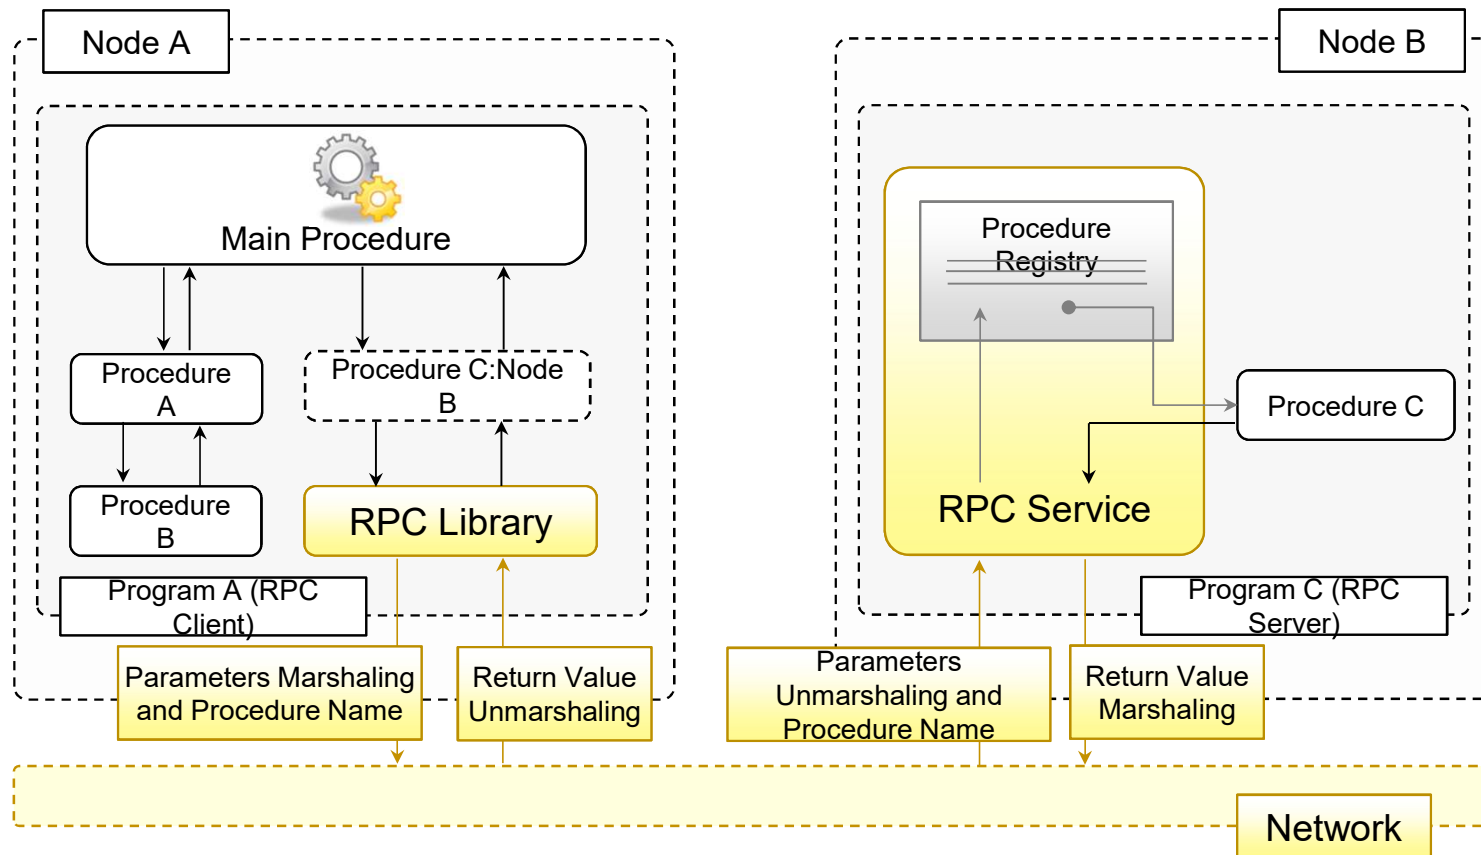 Node A
Node B
Main Procedure
Procedure
Registry
Procedure
A
Procedure C:Node
B
Procedure C
Procedure
B
RPC Library
RPC Service
Program A (RPC
Client)
Program C (RPC
Server)
Parameters Marshaling
and Procedure Name
Return Value
Unmarshaling
Parameters
Unmarshaling and
Procedure Name
Return Value
Marshaling
Network